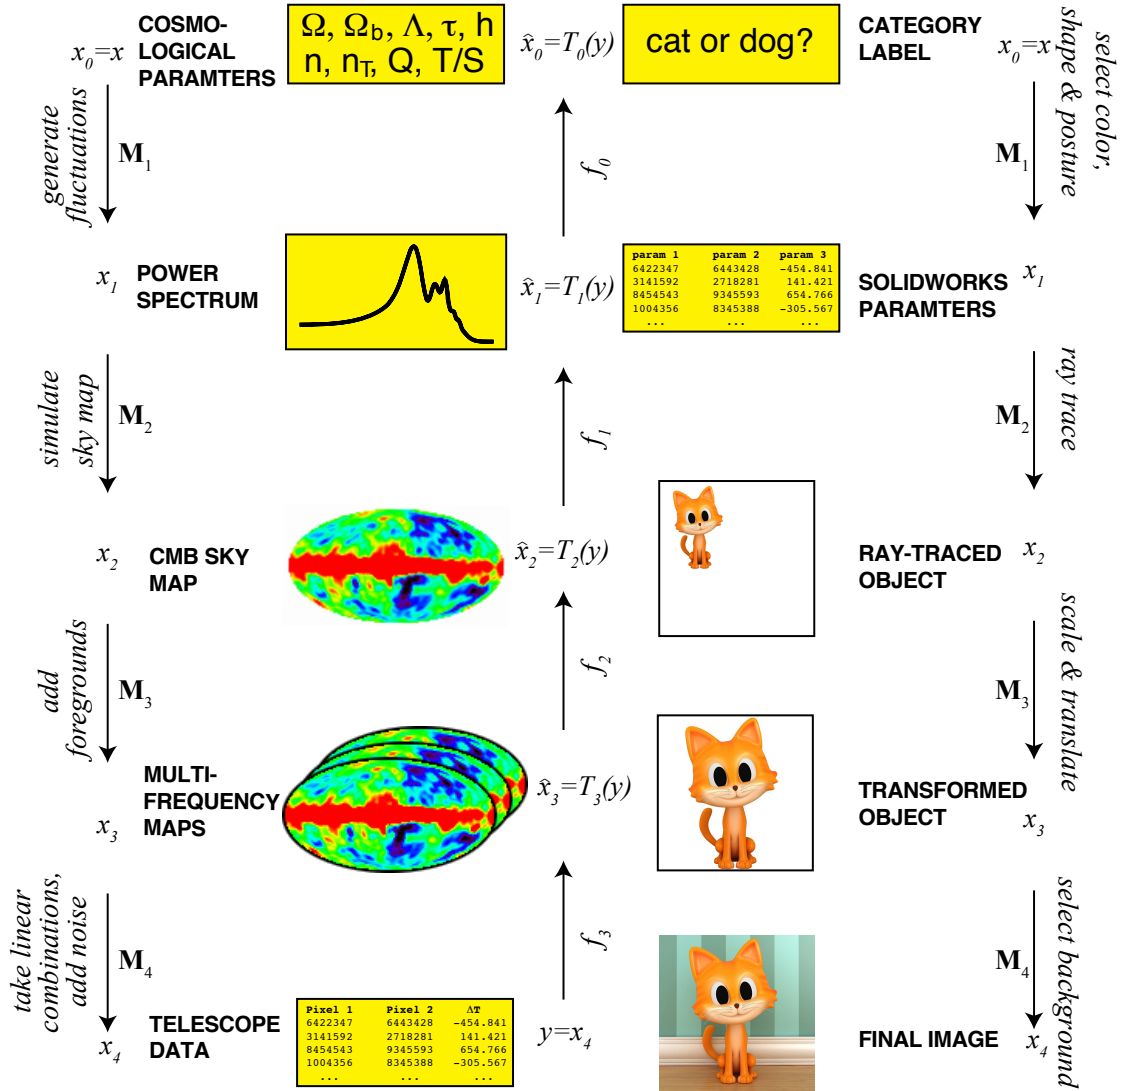 x0=x
COSMO-
LOGICAL
PARAMTERS
Ω, Ωb, Λ, τ, h
n, nT, Q, T/S
x̂0=T0(y)
cat or dog?
CATEGORY
LABEL
x0=x
generate
fluctuations
M1
f0
M1
select color,
shape & posture
x1
POWER
SPECTRUM
x̂1=T1(y)
param 1 param 2 param 3
6422347 6443428 -454.841
3141592 2718281 141.421
8454543 9345593 654.766
1004356 8345388 -305.567
... ... ...
SOLIDWORKS
PARAMTERS
x1
simulate
sky map
M2
f1
M2
ray trace
x2
CMB SKY
MAP
x̂2=T2(y)
RAY-TRACED
OBJECT
x2
add
foregrounds
M3
f2
M3
scale & translate
x3
MULTI-
FREQUENCY
MAPS
x̂3=T3(y)
TRANSFORMED
OBJECT
x3
take linear
combinations,
add noise
M4
f3
M4
select background
x4
TELESCOPE
DATA
Pixel 1 Pixel 2 ΔT
6422347 6443428 -454.841
3141592 2718281 141.421
8454543 9345593 654.766
1004356 8345388 -305.567
... ... ...
y=x4
FINAL IMAGE
x4